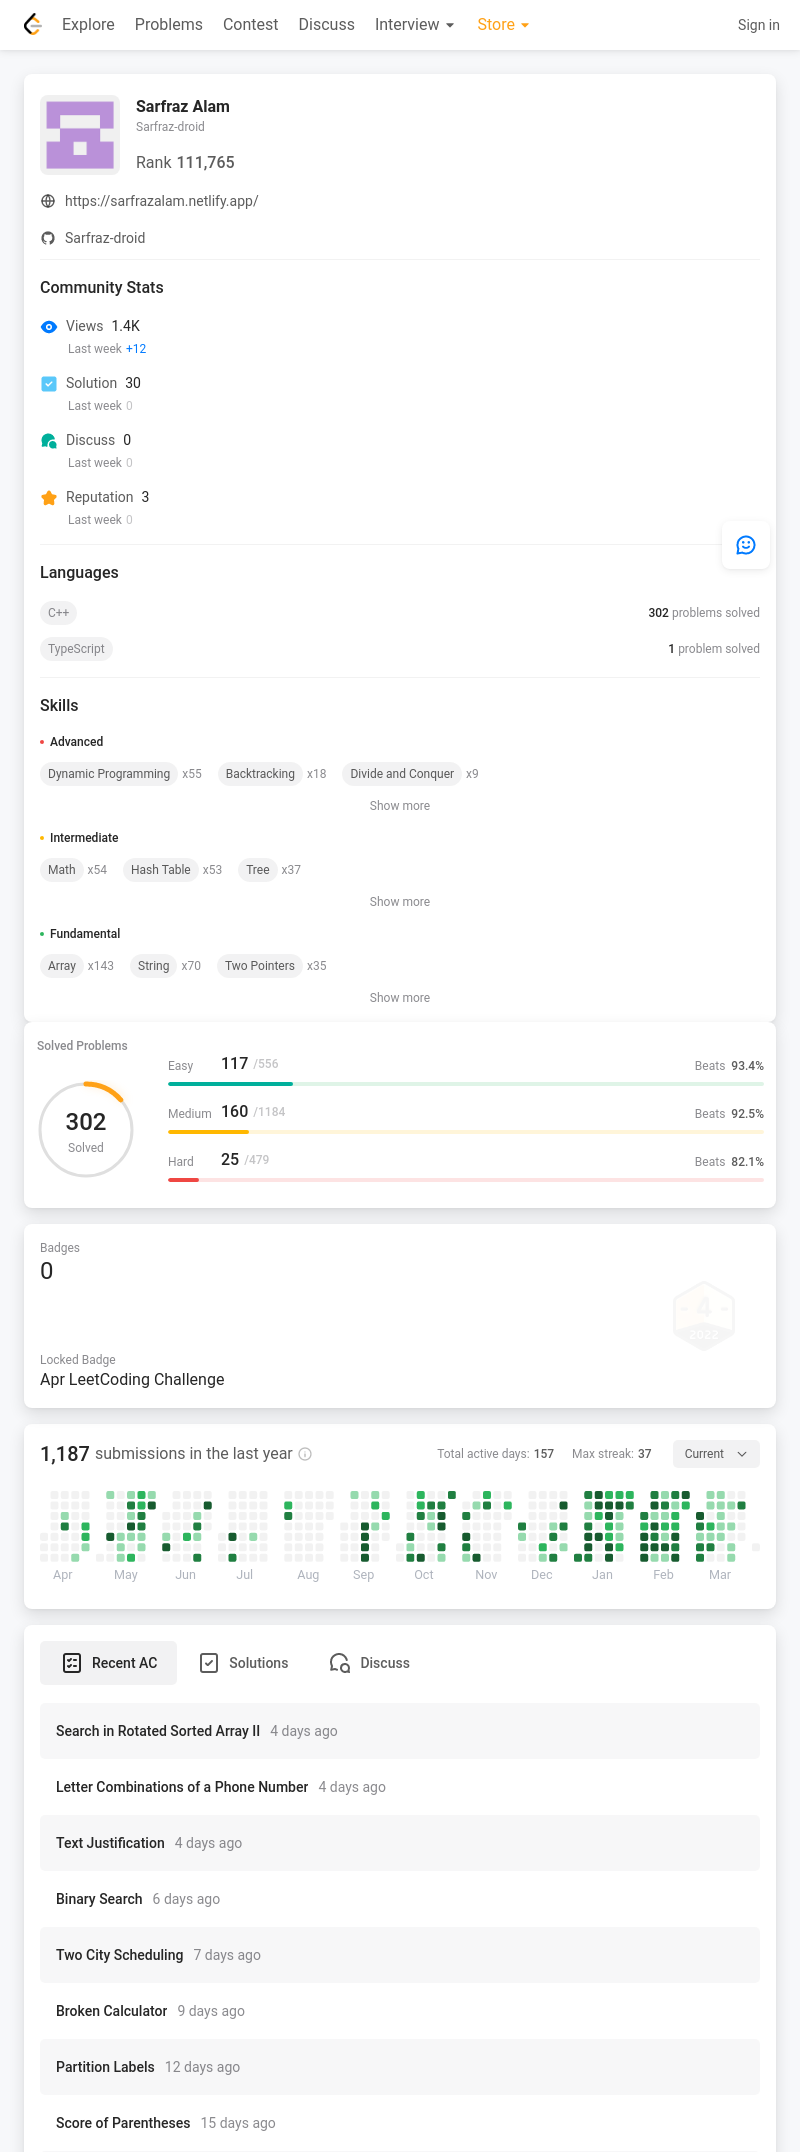 Explore Problems Contest Discuss Interview Store Sign in
Sarfraz Alam
Sarfraz-droid
Rank 111,765
https://sarfrazalam.netlify.app/
Sarfraz-droid
Community Stats
Views 1.4K
Last week +12
Solution 30
Last week 0
Discuss 0
Last week 0
Reputation 3
Last week 0
Languages
C++ 302 problems solved
TypeScript 1 problem solved
Skills
Advanced
Dynamic Programming x55 Backtracking x18 Divide and Conquer x9
Show more
Intermediate
Math x54 Hash Table x53 Tree x37
Show more
Fundamental
Array x143 String x70 Two Pointers x35
Show more
Solved Problems
302
Solved
Easy 117 /556 Beats 93.4%
Medium 160 /1184 Beats 92.5%
Hard 25 /479 Beats 82.1%
Badges
0
4
2022
Locked Badge
Apr LeetCoding Challenge
1,187 submissions in the last year Total active days: 157 Max streak: 37 Current
Apr May Jun Jul Aug Sep Oct Nov Dec Jan Feb Mar
Recent AC Solutions Discuss
Search in Rotated Sorted Array II 4 days ago
Letter Combinations of a Phone Number 4 days ago
Text Justification 4 days ago
Binary Search 6 days ago
Two City Scheduling 7 days ago
Broken Calculator 9 days ago
Partition Labels 12 days ago
Score of Parentheses 15 days ago